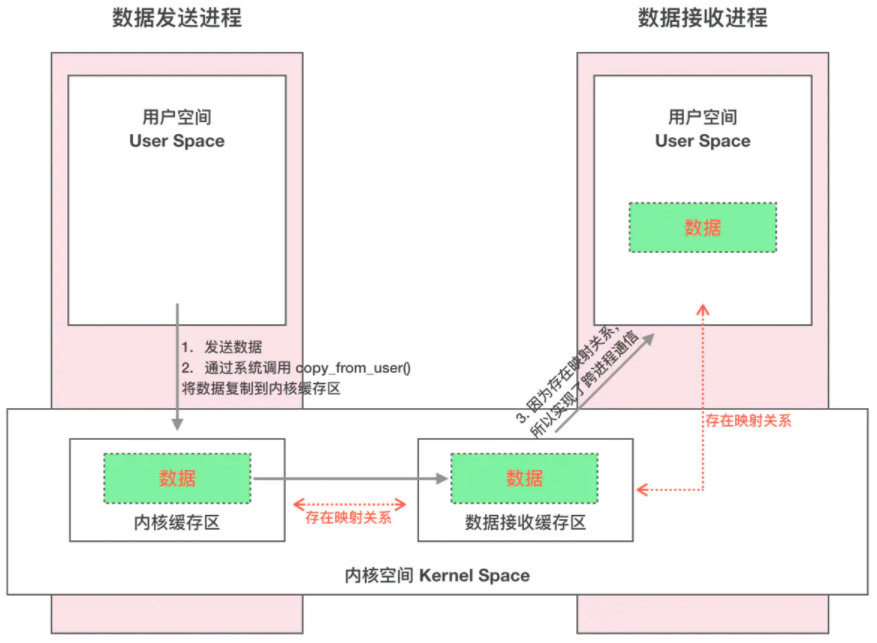 数据发送进程
数据接收进程
用户空间
User Space
用户空间
User Space
数据
1. 发送数据
2. 通过系统调用 copy_from_user()
将数据复制到内核缓存区
3. 因为存在映射关系,
所以实现了跨进程通信
存在映射关系
数据
内核缓存区
存在映射关系
数据
数据接收缓存区
内核空间 Kernel Space